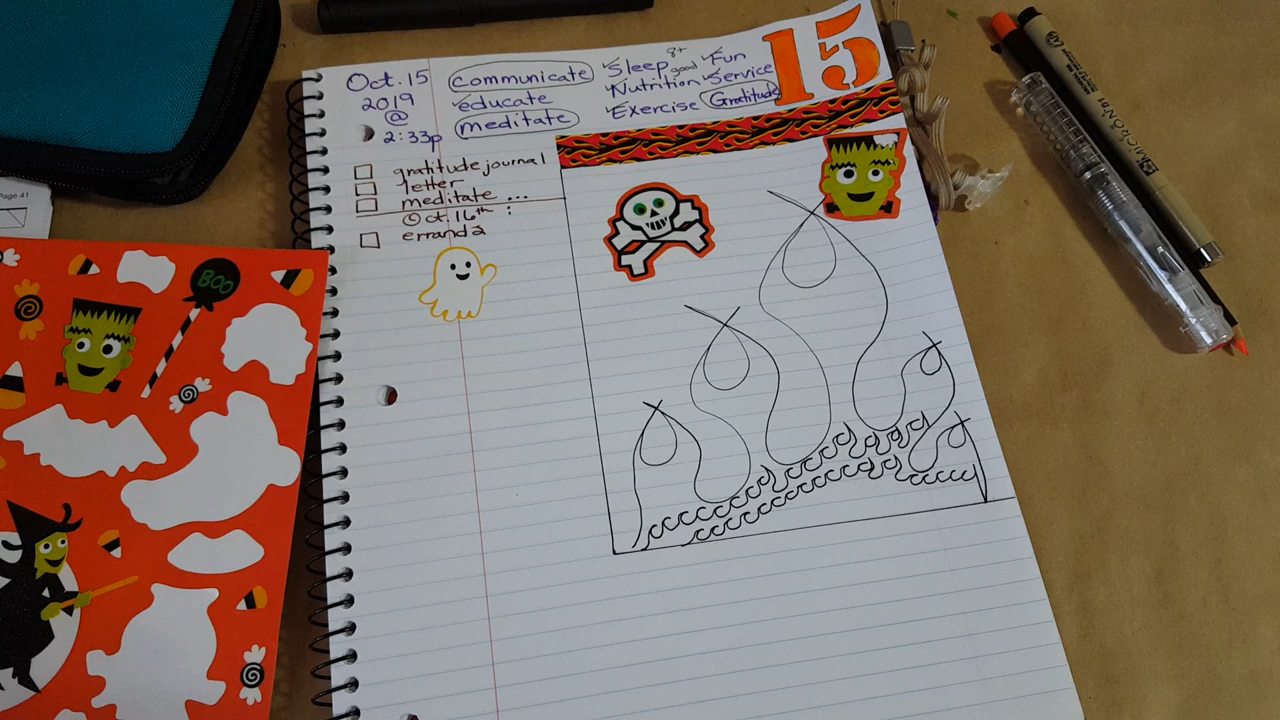 Oct. 15
2019
@
2:33p
communicate
✓educate
meditate
✓Sleep 8+ good
✓Nutrition
✓Exercise
✓Fun
✓Service
Gratitude
15
gratitude journal
letter
meditate ...
Oct. 16th :
errand 2
Page 41
BOO
MICRON 01